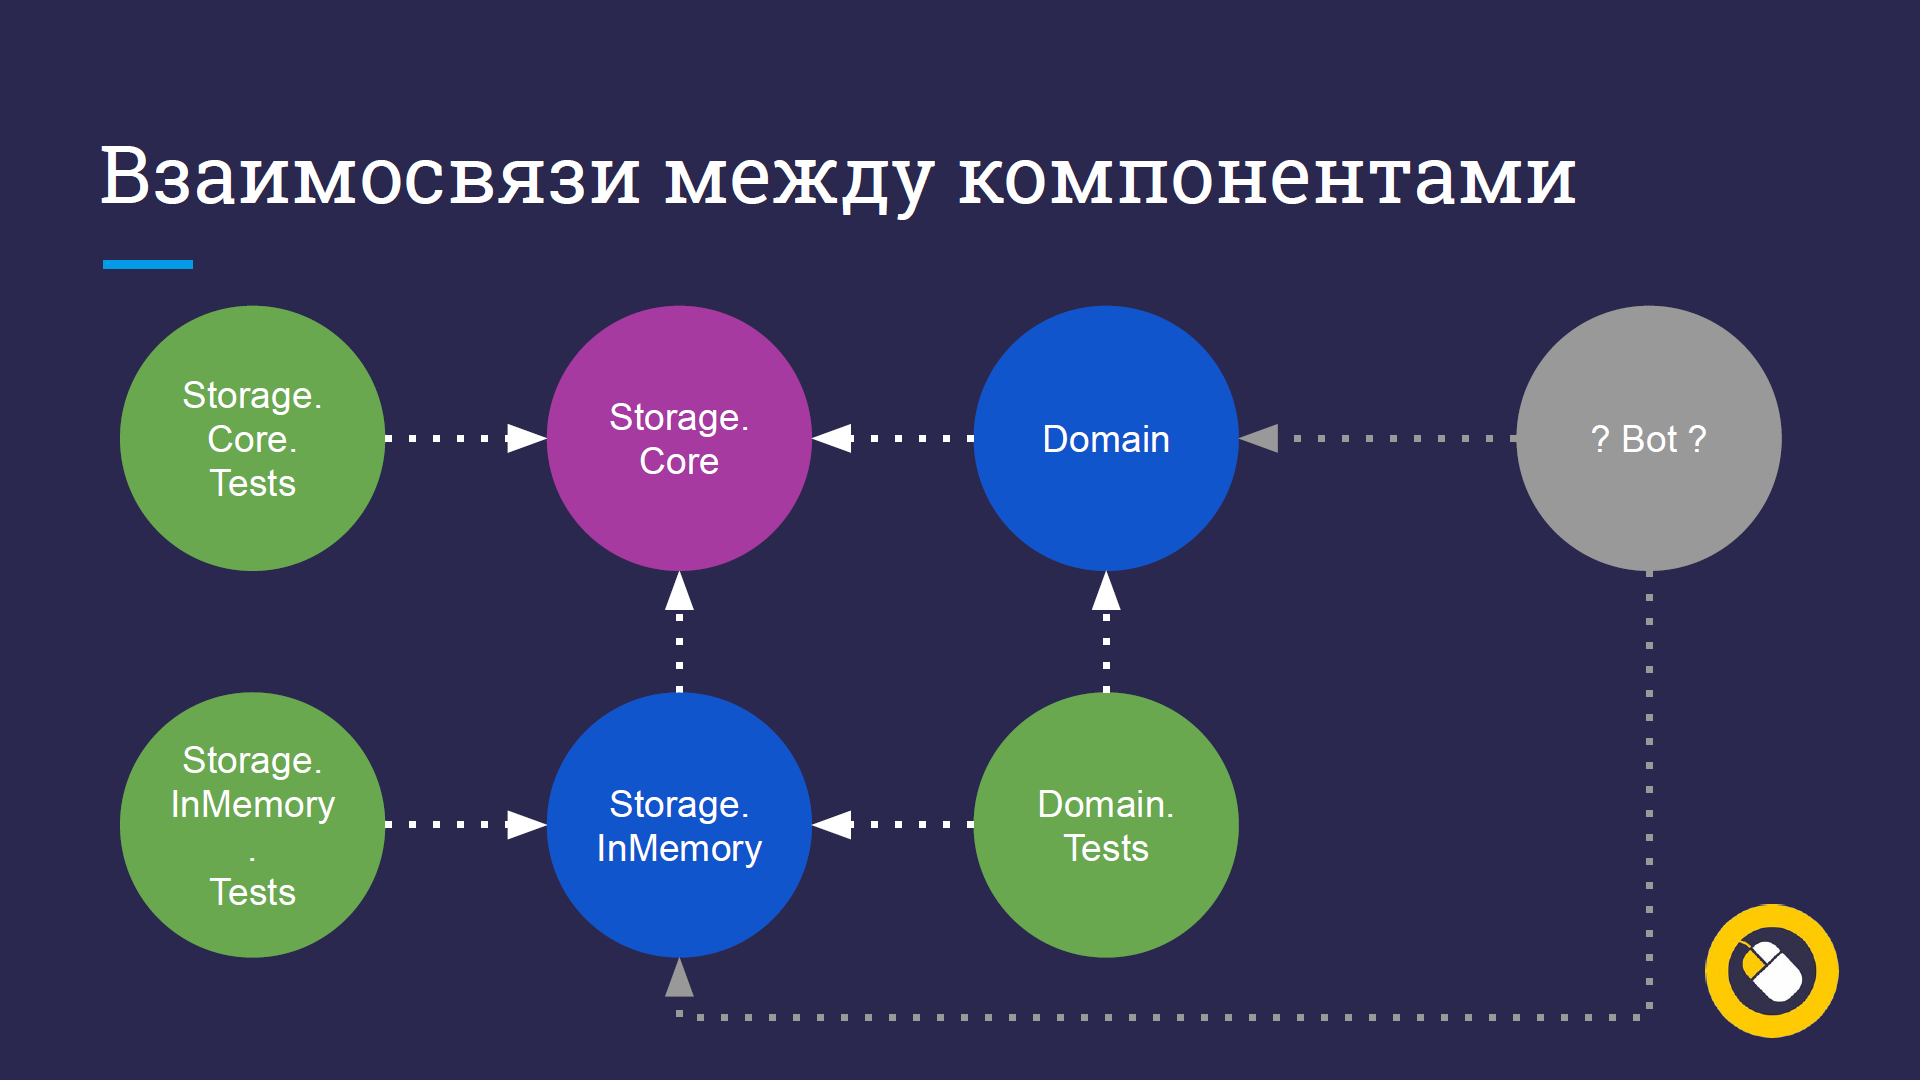 Взаимосвязи между компонентами
Storage.
Core.
Tests
Storage.
Core
Domain
? Bot ?
Storage.
InMemory
.
Tests
Storage.
InMemory
Domain.
Tests